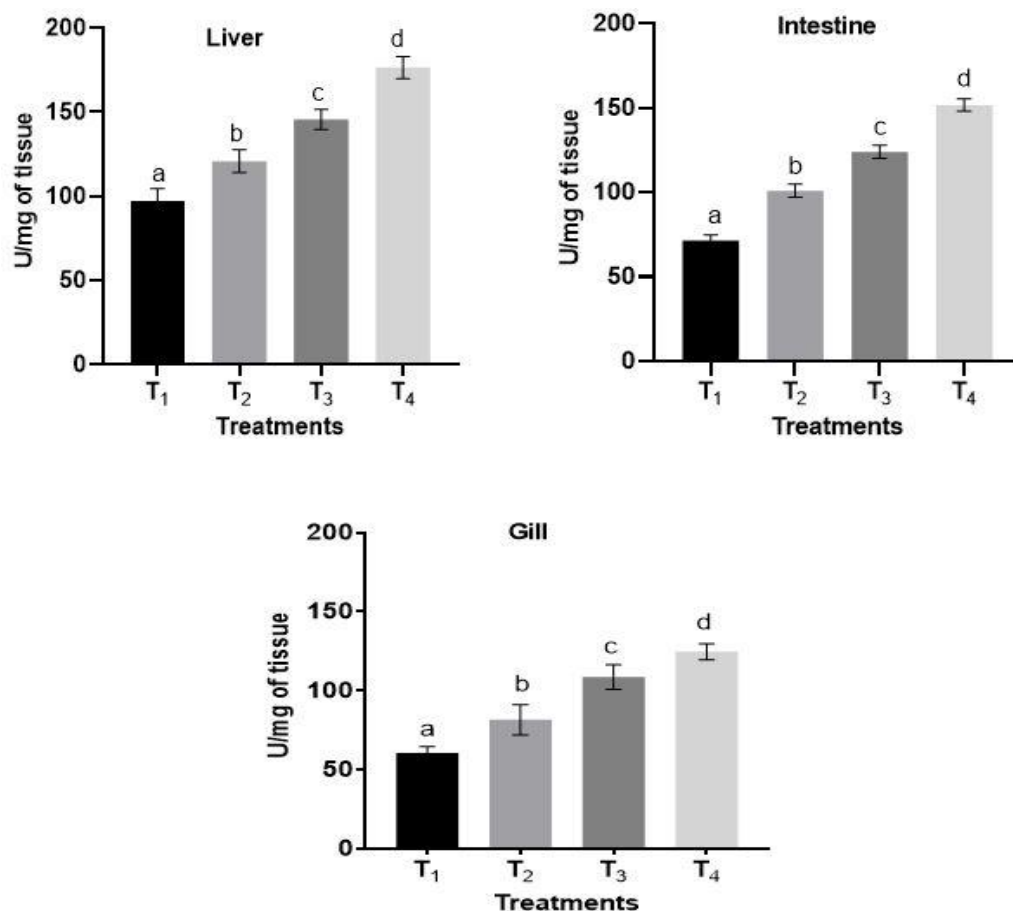 Liver
200
150
100
50
0
U/mg of tissue
a
b
c
d
T₁ T₂ T₃ T₄
Treatments
Intestine
200
150
100
50
0
U/mg of tissue
a
b
c
d
T₁ T₂ T₃ T₄
Treatments
Gill
200
150
100
50
0
U/mg of tissue
a
b
c
d
T₁ T₂ T₃ T₄
Treatments